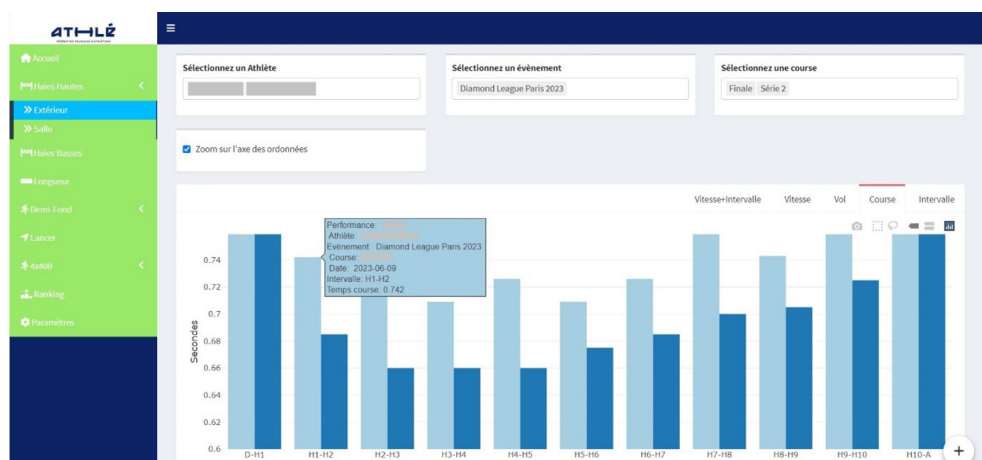 ATHLÉ
Accueil
Haies Hautes
Extérieur
Salle
Haies Basses
Longueur
Demi-Fond
Lancer
4x400
Ranking
Paramètres
Sélectionnez un Athlète
Sélectionnez un évènement
Diamond League Paris 2023
Sélectionnez une course
Finale Série 2
Zoom sur l'axe des ordonnées
Vitesse+Intervalle Vitesse Vol Course Intervalle
Performance:
Athlète:
Evènement: Diamond League Paris 2023
Course:
Date: 2023-06-09
Intervalle: H1-H2
Temps course: 0.742
Secondes
0.74
0.72
0.7
0.68
0.66
0.64
0.62
0.6
D-H1 H1-H2 H2-H3 H3-H4 H4-H5 H5-H6 H6-H7 H7-H8 H8-H9 H9-H10 H10-A
+